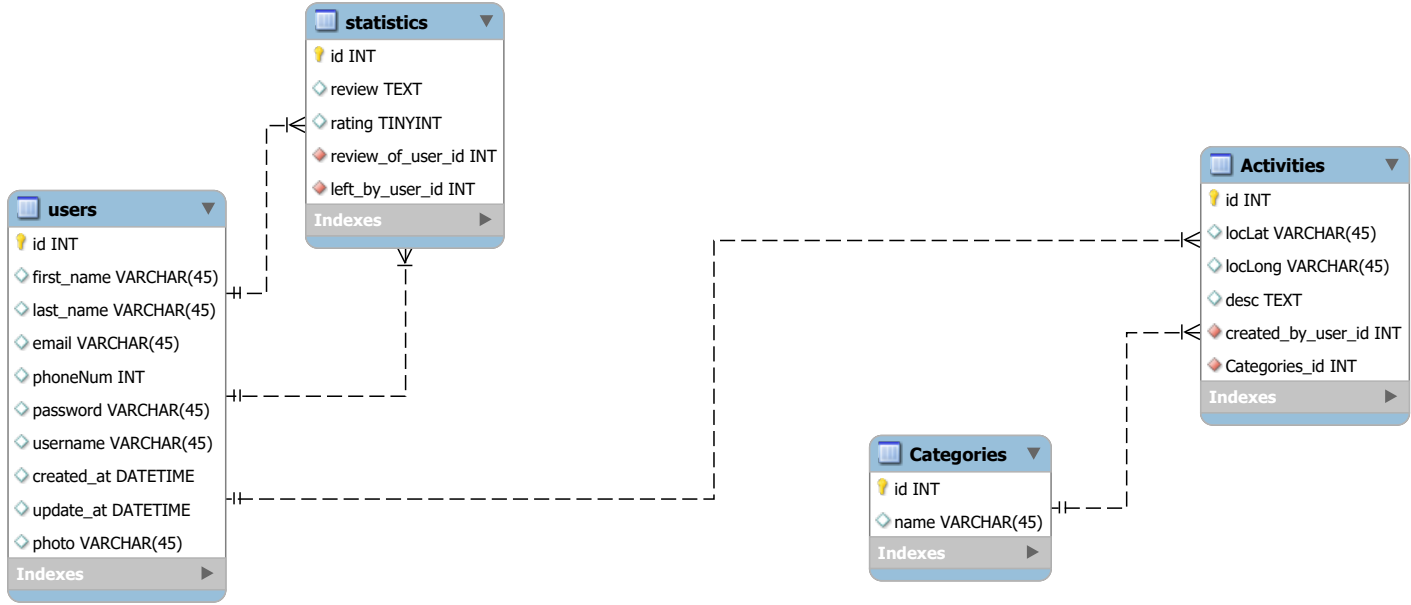 statistics
id INT
review TEXT
rating TINYINT
review_of_user_id INT
left_by_user_id INT
Indexes
users
id INT
first_name VARCHAR(45)
last_name VARCHAR(45)
email VARCHAR(45)
phoneNum INT
password VARCHAR(45)
username VARCHAR(45)
created_at DATETIME
update_at DATETIME
photo VARCHAR(45)
Indexes
Activities
id INT
locLat VARCHAR(45)
locLong VARCHAR(45)
desc TEXT
created_by_user_id INT
Categories_id INT
Indexes
Categories
id INT
name VARCHAR(45)
Indexes